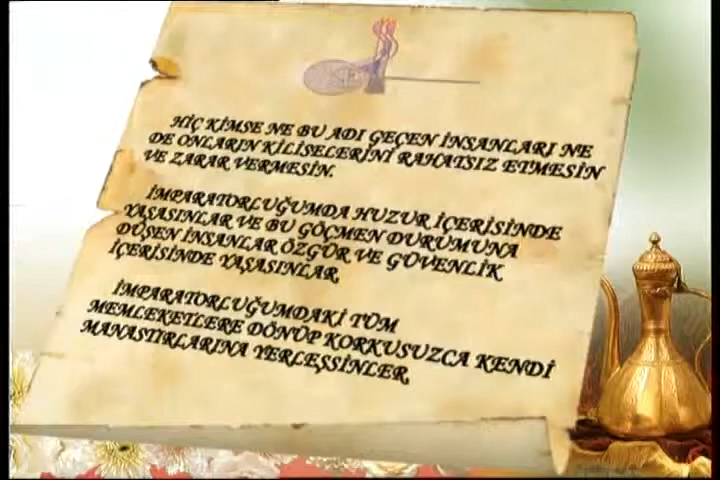 HİÇ KİMSE NE BU ADI GEÇEN İNSANLARI NE
DE ONLARIN KİLİSELERİNİ RAHATSIZ ETMESİN
VE ZARAR VERMESİN.
İMPARATORLUĞUMDA HUZUR İÇERİSİNDE
YAŞASINLAR VE BU GÖÇMEN DURUMUNA
DÜŞEN İNSANLAR ÖZGÜR VE GÜVENLİK
İÇERİSİNDE YAŞASINLAR,
İMPARATORLUĞUMDAKİ TÜM
MEMLEKETLERE DÖNÜP KORKUSUZCA KENDİ
MANASTIRLARINA YERLEŞSİNLER,